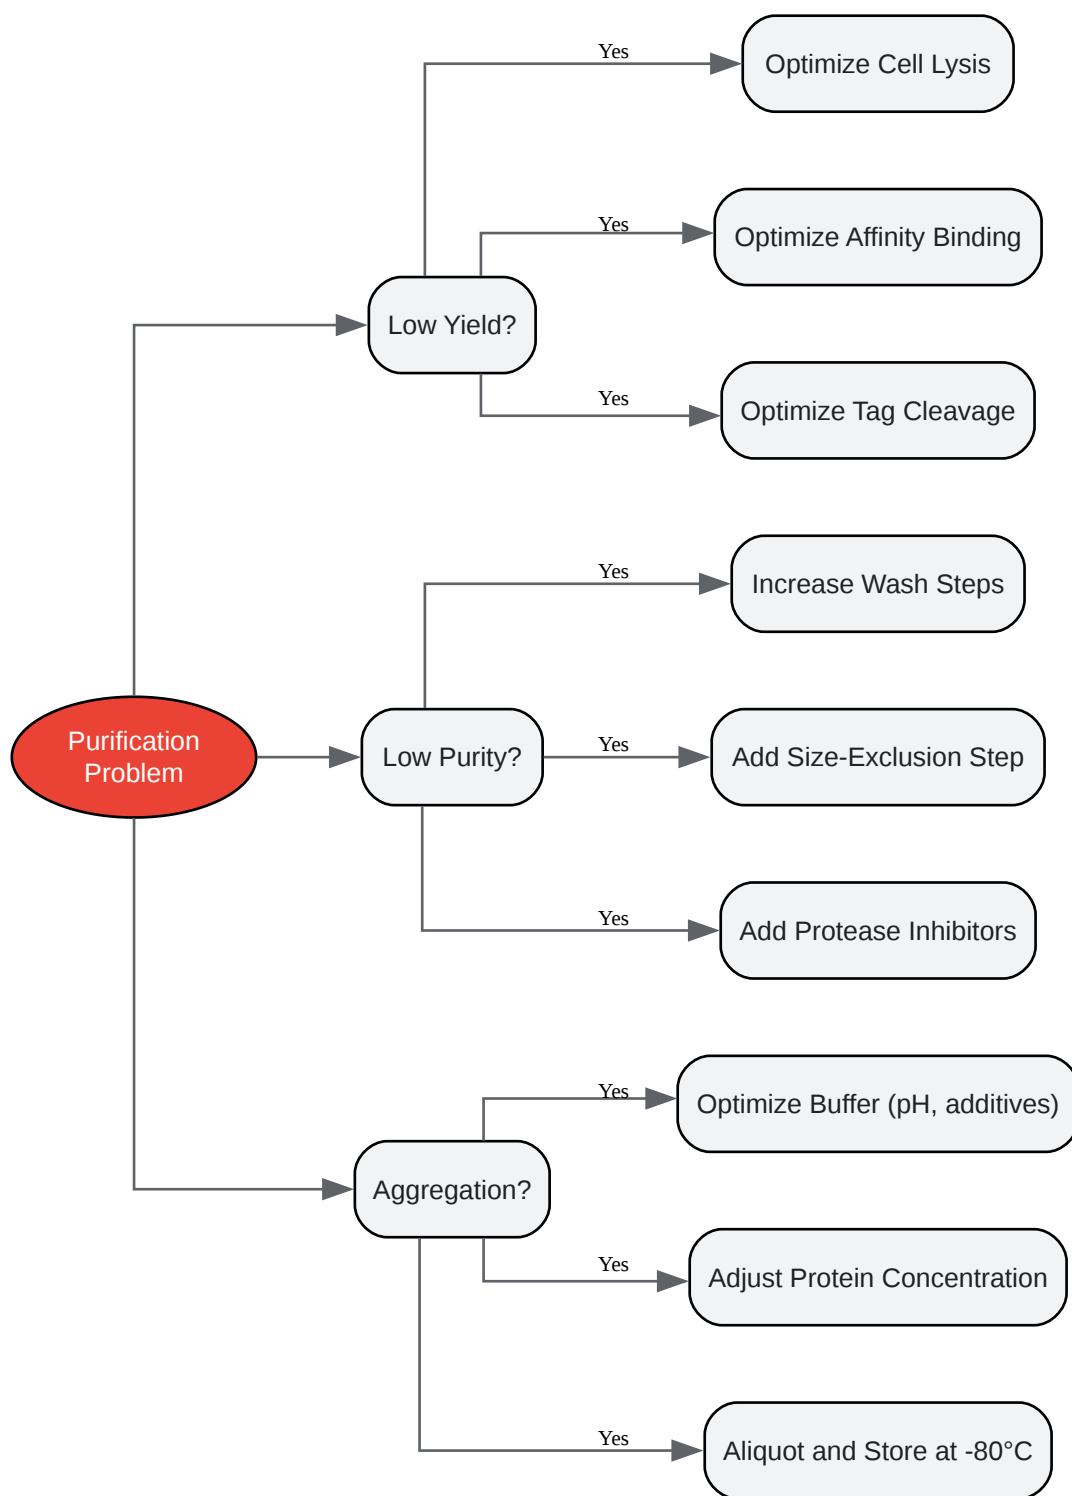 Yes
Optimize Cell Lysis
Yes
Optimize Affinity Binding
Low Yield?
Yes
Optimize Tag Cleavage
Yes
Increase Wash Steps
Purification
Problem
Low Purity?
Yes
Add Size-Exclusion Step
Yes
Add Protease Inhibitors
Yes
Optimize Buffer (pH, additives)
Aggregation?
Yes
Adjust Protein Concentration
Yes
Aliquot and Store at -80°C